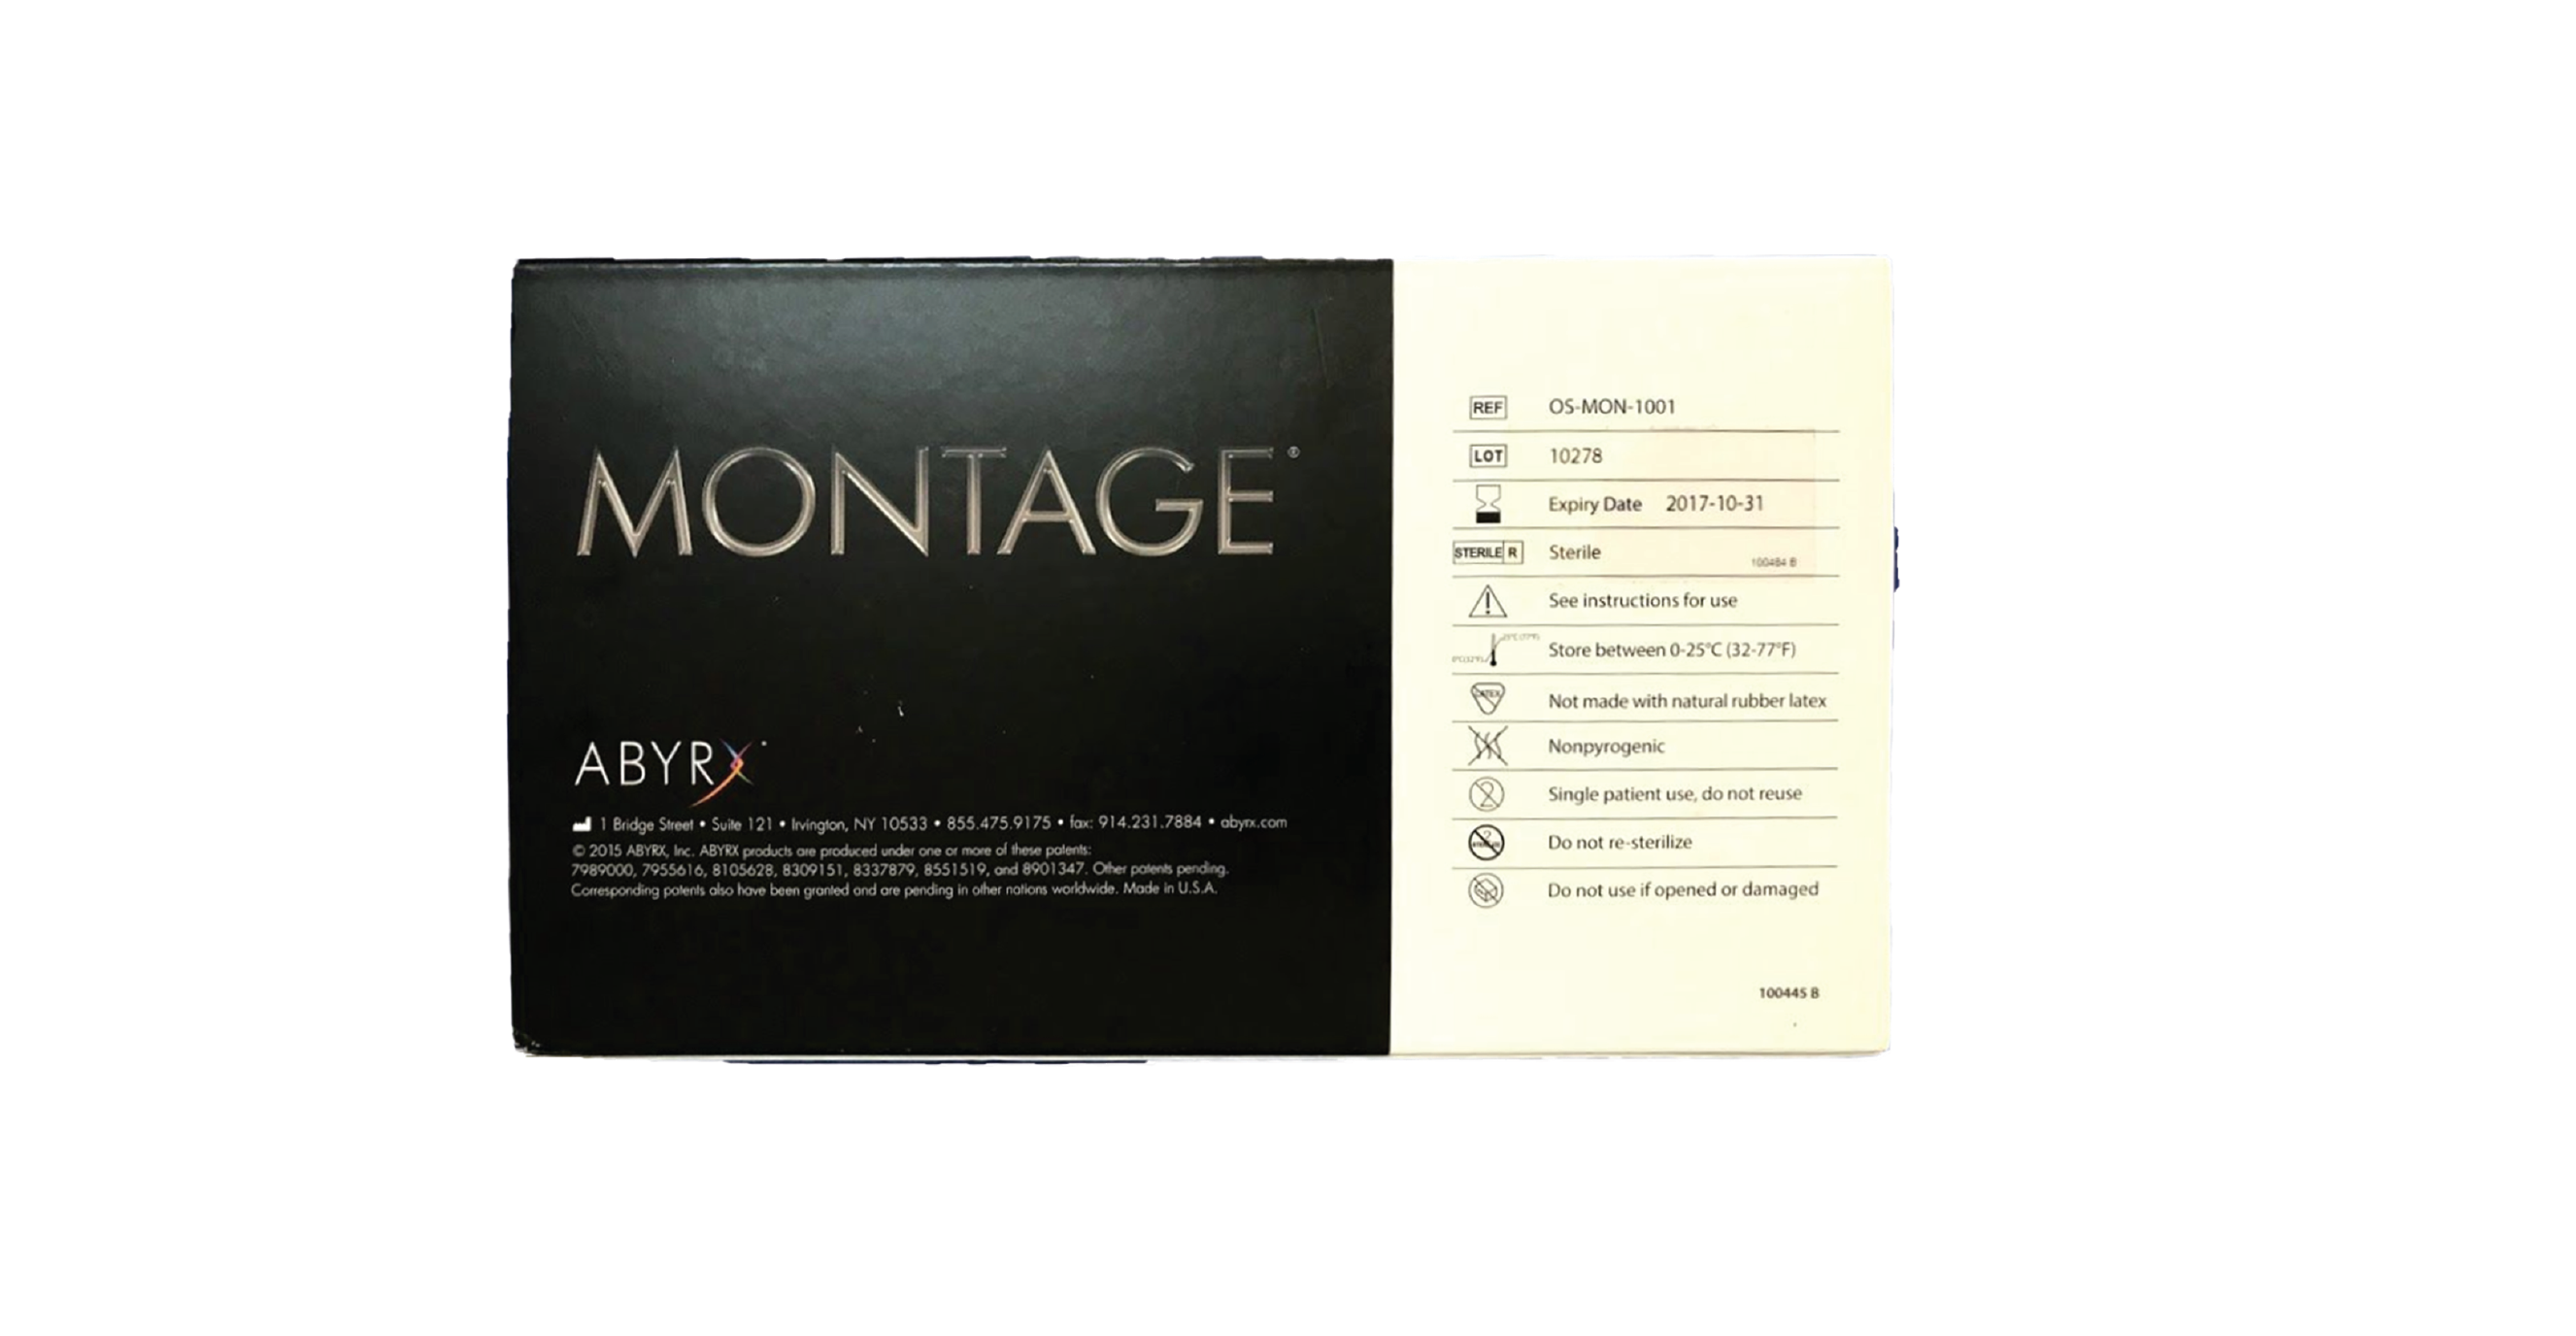 MONTAGE®
ABYRX
1 Bridge Street • Suite 121 • Irvington, NY 10533 • 855.475.9175 • fax: 914.231.7884 • abyrx.com
© 2015 ABYRX, Inc. ABYRX products are produced under one or more of these patents:
7989000, 7955616, 8105628, 8309151, 8337879, 8551519, and 8901347. Other patents pending.
Corresponding patents also have been granted and are pending in other nations worldwide. Made in U.S.A.
REF OS-MON-1001
LOT 10278
Expiry Date 2017-10-31
STERILE R Sterile
100484 B
See instructions for use
Store between 0-25°C (32-77°F)
LATEX Not made with natural rubber latex
Nonpyrogenic
2 Single patient use, do not reuse
2 Do not re-sterilize
Do not use if opened or damaged
100445 B